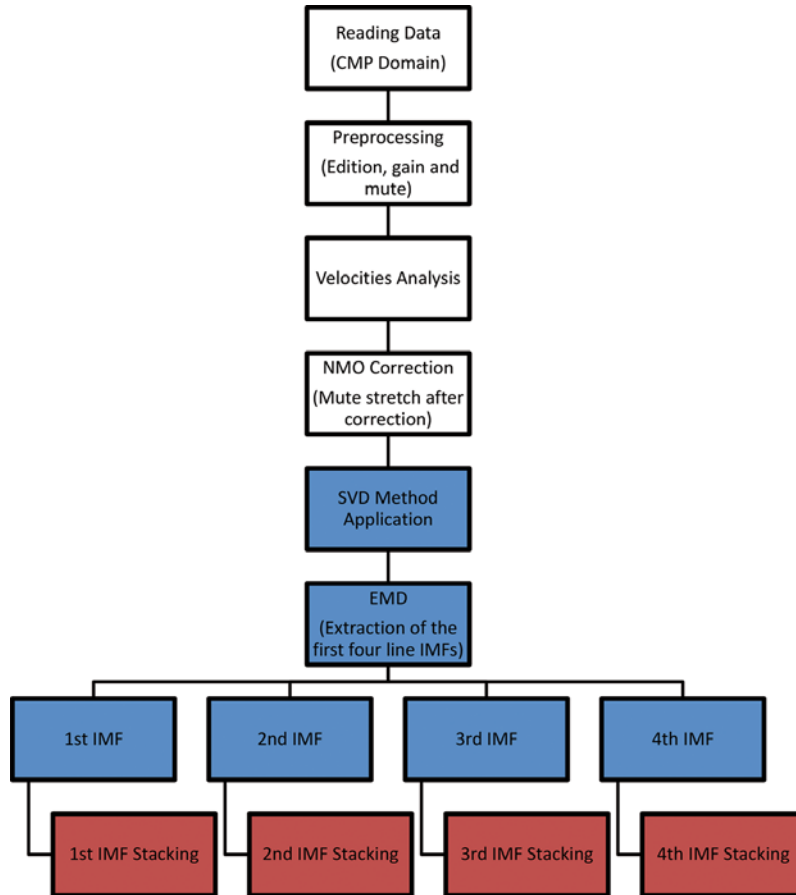 Reading Data
(CMP Domain)
Preprocessing
(Edition, gain and
mute)
Velocities Analysis
NMO Correction
(Mute stretch after
correction)
SVD Method
Application
EMD
(Extraction of the
first four line IMFs)
1st IMF
2nd IMF
3rd IMF
4th IMF
1st IMF Stacking
2nd IMF Stacking
3rd IMF Stacking
4th IMF Stacking